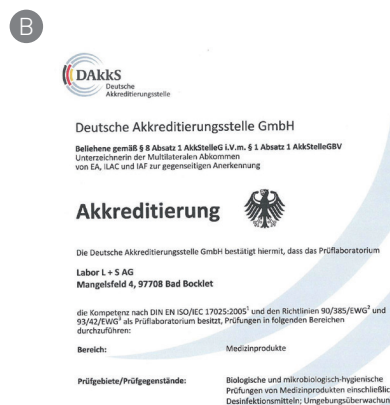 B
DAkkS
Deutsche
Akkreditierungsstelle
Deutsche Akkreditierungsstelle GmbH
Beliehene gemäß § 8 Absatz 1 AkkStelleG i.V.m. § 1 Absatz 1 AkkStelleGBV
Unterzeichnerin der Multilateralen Abkommen
von EA, ILAC und IAF zur gegenseitigen Anerkennung
Akkreditierung
Die Deutsche Akkreditierungsstelle GmbH bestätigt hiermit, dass das Prüflaboratorium
Labor L + S AG
Mangelsfeld 4, 97708 Bad Bocklet
die Kompetenz nach DIN EN ISO/IEC 17025:2005¹ und den Richtlinien 90/385/EWG² und
93/42/EWG³ als Prüflaboratorium besitzt, Prüfungen in folgenden Bereichen
durchzuführen:
Bereich: Medizinprodukte
Prüfgebiete/Prüfgegenstände: Biologische und mikrobiologisch-hygienische
Prüfungen von Medizinprodukten einschließlic
Desinfektionsmitteln; Umgebungsüberwachun